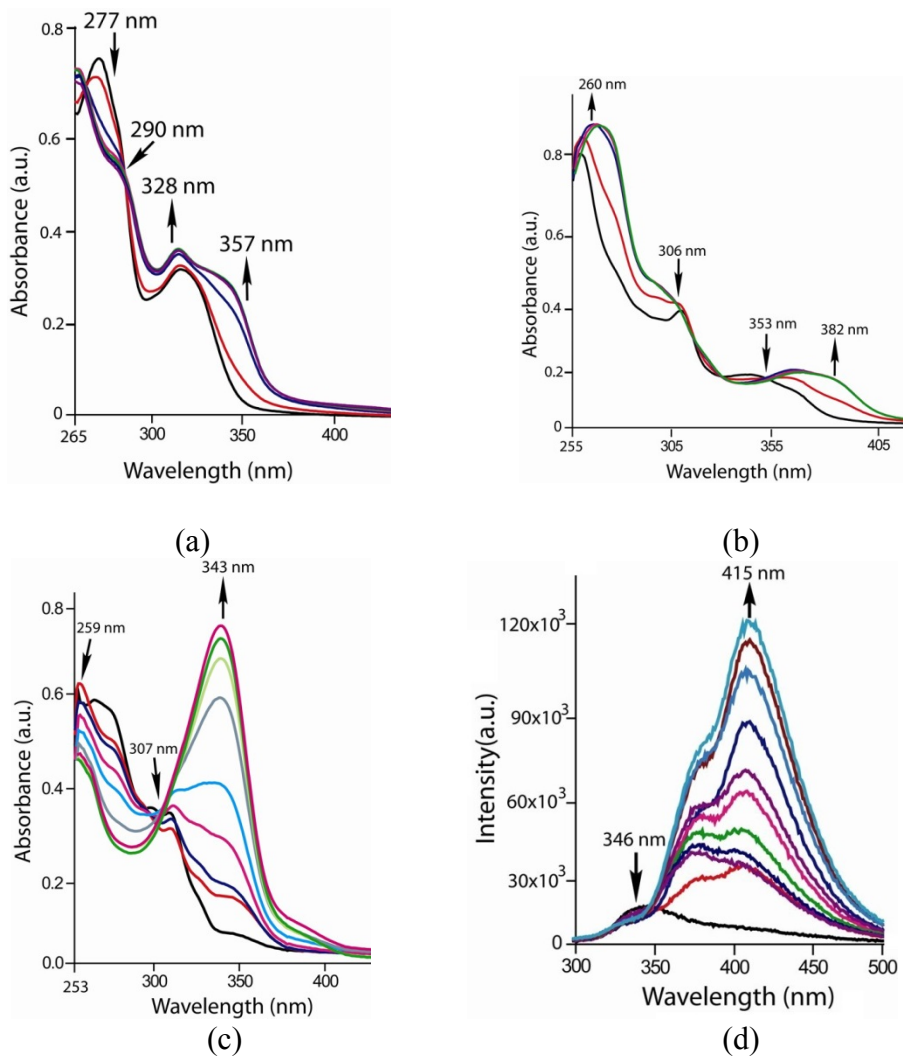 0.8
277 nm
0.6
290 nm
328 nm
0.4
357 nm
0.2
0
265
300
350
400
Absorbance (a.u.)
Wavelength (nm)
(a)
260 nm
0.8
0.6
306 nm
0.4
353 nm
382 nm
0.2
0
255
305
355
405
Absorbance (a.u.)
Wavelength (nm)
(b)
343 nm
0.8
259 nm
0.6
307 nm
0.4
0.2
0.0
253
300
350
400
Absorbance (a.u.)
Wavelength (nm)
(c)
415 nm
120x10³
90x10³
60x10³
346 nm
30x10³
0
300
350
400
450
500
Intensity(a.u.)
Wavelength (nm)
(d)